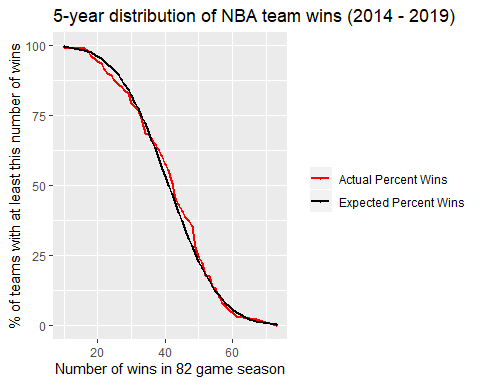 5-year distribution of NBA team wins (2014 - 2019)
% of teams with at least this number of wins
100
75
50
25
0
20 40 60
Number of wins in 82 game season
Actual Percent Wins
Expected Percent Wins